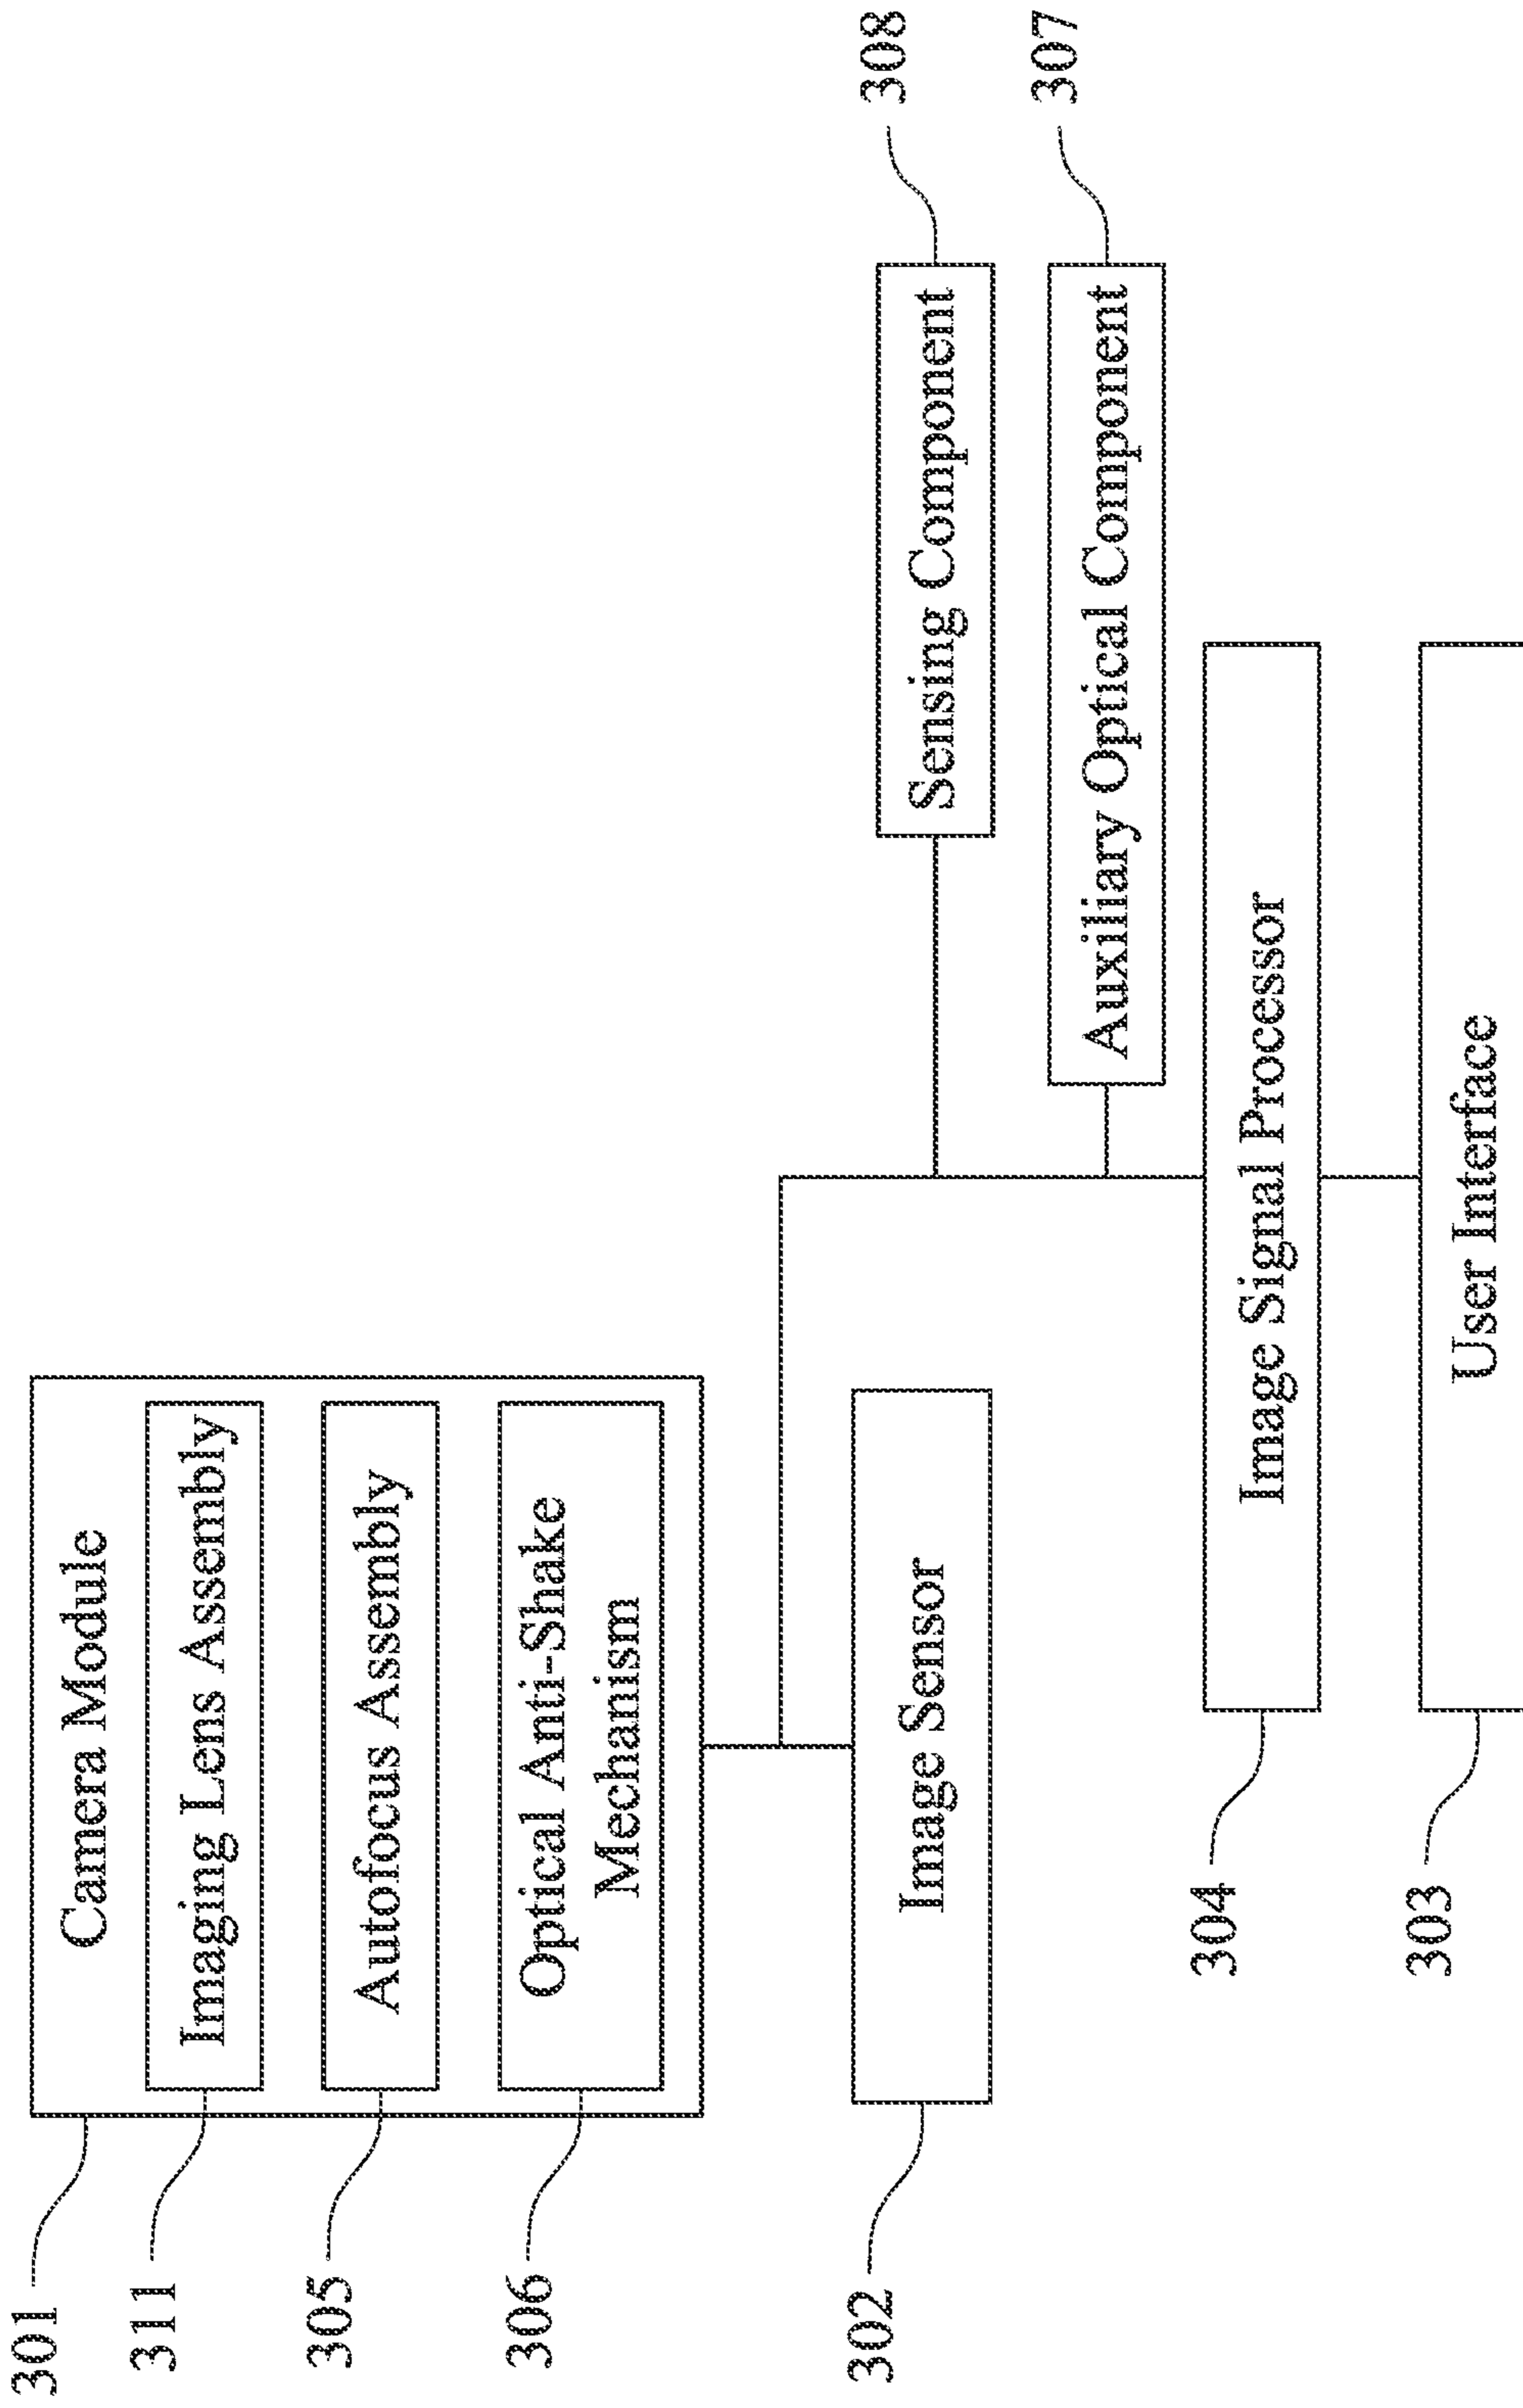 301
Camera Module
311
Imaging Lens Assembly
305
Autofocus Assembly
306
Optical Anti-Shake
Mechanism
302
Image Sensor
Sensing Component
308
Auxiliary Optical Component
307
304
Image Signal Processor
303
User Interface